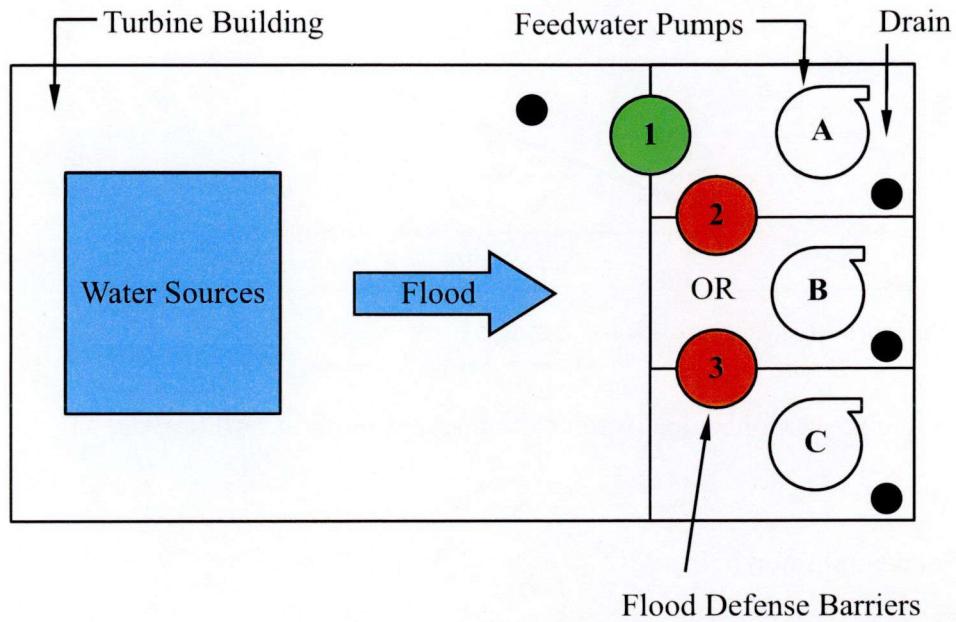 Turbine Building
Feedwater Pumps
Drain
1
A
2
Water Sources
Flood
OR
B
3
C
Flood Defense Barriers